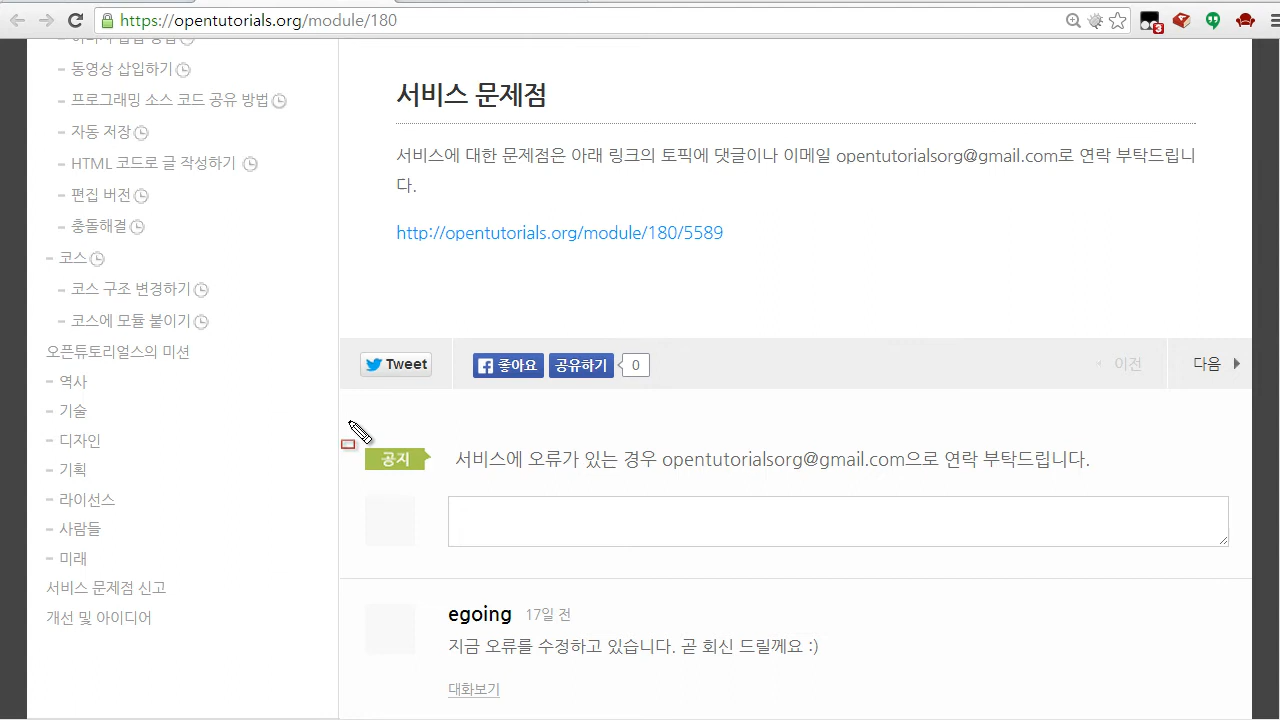 https://opentutorials.org/module/180
3
동영상 삽입하기
프로그래밍 소스 코드 공유 방법
자동 저장
HTML 코드로 글 작성하기
편집 버전
충돌해결
코스
코스 구조 변경하기
코스에 모듈 붙이기
오픈튜토리얼스의 미션
역사
기술
디자인
기획
라이선스
사람들
미래
서비스 문제점 신고
개선 및 아이디어
서비스 문제점
서비스에 대한 문제점은 아래 링크의 토픽에 댓글이나 이메일 opentutorialsorg@gmail.com로 연락 부탁드립니
다.
http://opentutorials.org/module/180/5589
Tweet 좋아요 공유하기 0 이전 다음
공지 서비스에 오류가 있는 경우 opentutorialsorg@gmail.com으로 연락 부탁드립니다.
egoing 17일 전
지금 오류를 수정하고 있습니다. 곧 회신 드릴께요 :)
대화보기